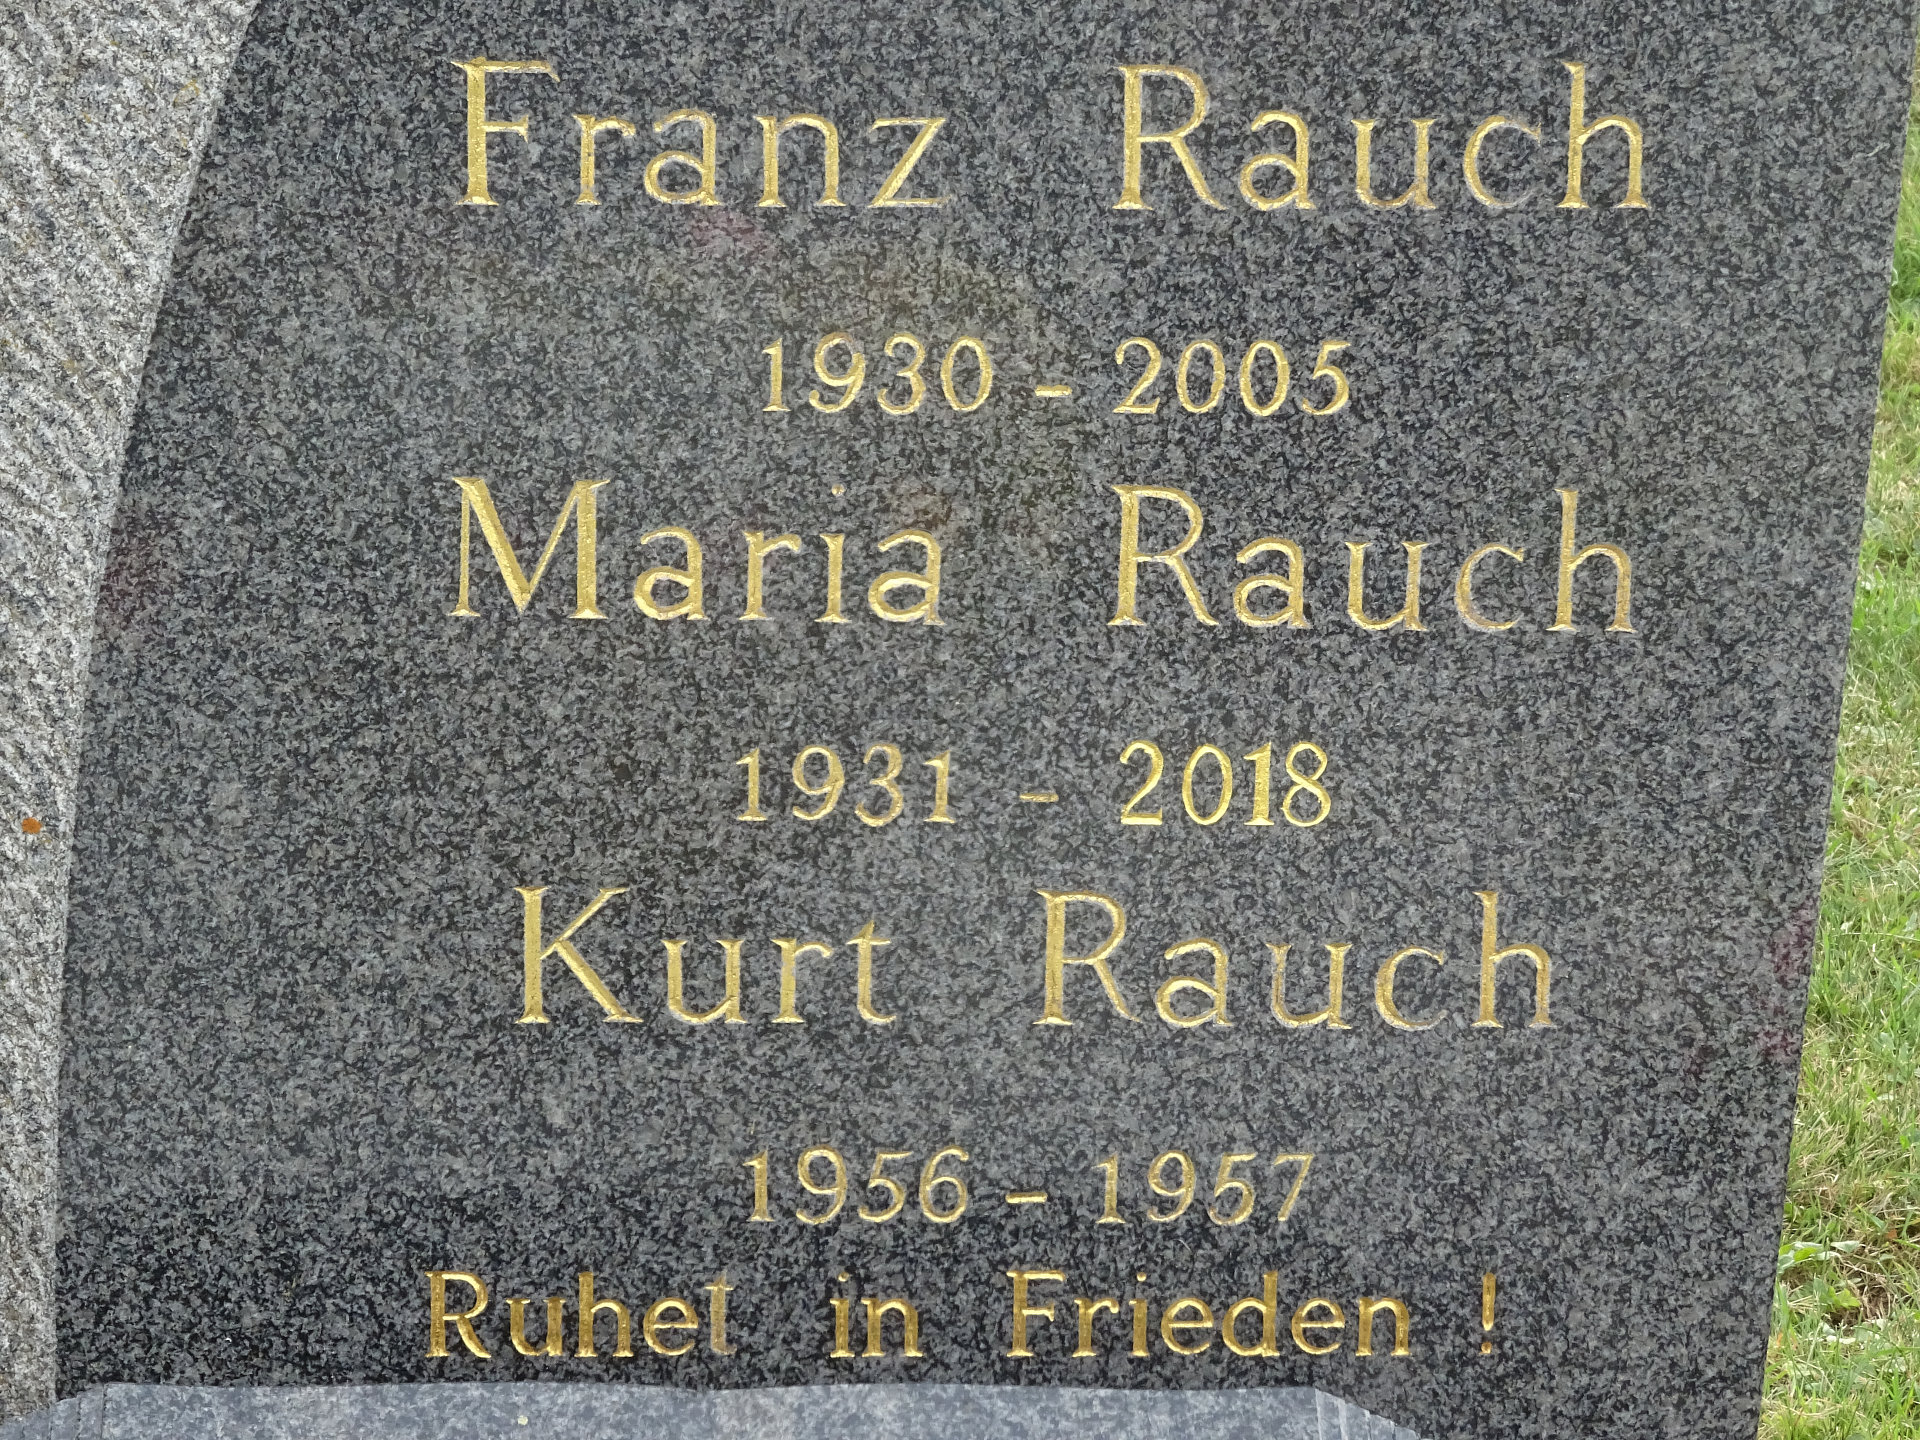 Franz Rauch
1930 - 2005
Maria Rauch
1931 - 2018
Kurt Rauch
1956 - 1957
Ruhet in Frieden !